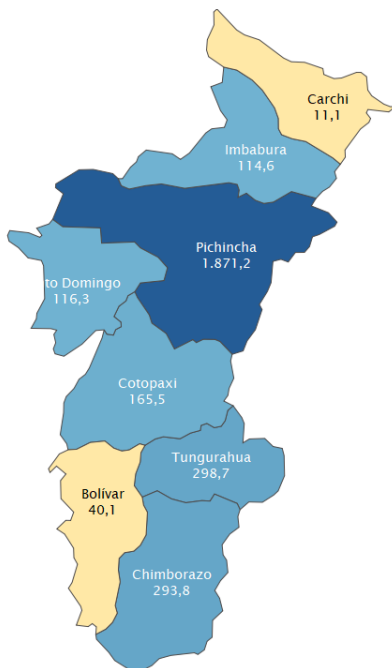 Carchi
11,1
Imbabura
114,6
Pichincha
1.871,2
to Domingo
116,3
Cotopaxi
165,5
Tungurahua
298,7
Bolívar
40,1
Chimborazo
293,8